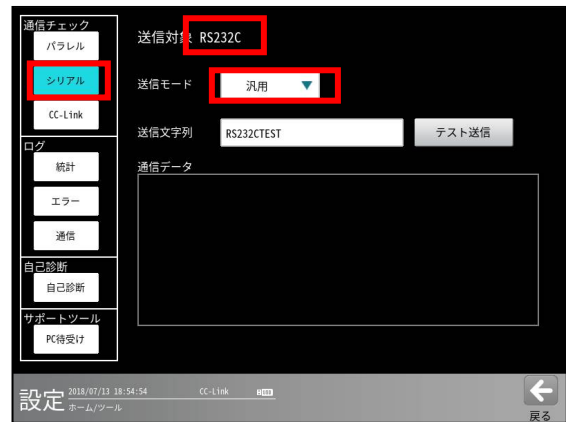 通信チェック
パラレル
シリアル
CC-Link
ログ
統計
エラー
通信
自己診断
自己診断
サポートツール
PC待受け
送信対象 RS232C
送信モード 汎用 ▼
送信文字列 RS232CTEST テスト送信
通信データ
設定 2018/07/13 18:54:54 CC-Link
ホーム/ツール
戻る